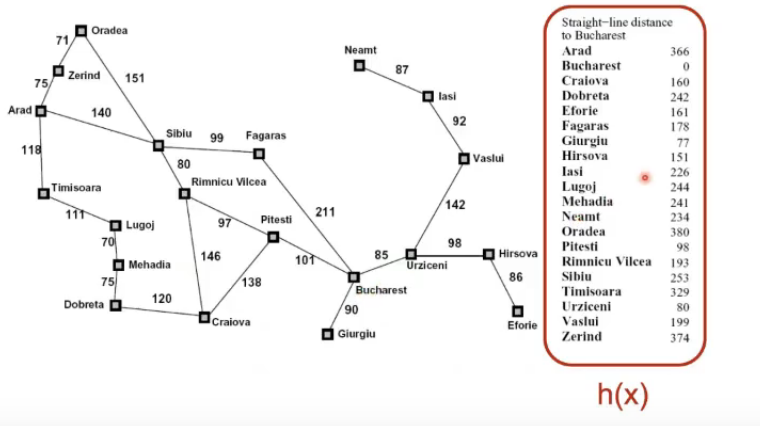 Oradea
71
Neamt
87
Zerind
151
75
Iasi
Arad
140
92
Sibiu
99
Fagaras
118
80
Vaslui
Rimnicu Vilcea
Timisoara
111
211
142
Lugoj
97
Pitesti
70
98
Hirsova
146
85
Urziceni
Mehadia
101
138
86
75
Bucharest
Dobreta
120
90
Craiova
Eforie
Giurgiu
Straight−line distance
to Bucharest
Arad 366
Bucharest 0
Craiova 160
Dobreta 242
Eforie 161
Fagaras 178
Giurgiu 77
Hirsova 151
Iasi 226
Lugoj 244
Mehadia 241
Neamt 234
Oradea 380
Pitesti 98
Rimnicu Vilcea 193
Sibiu 253
Timisoara 329
Urziceni 80
Vaslui 199
Zerind 374
h(x)